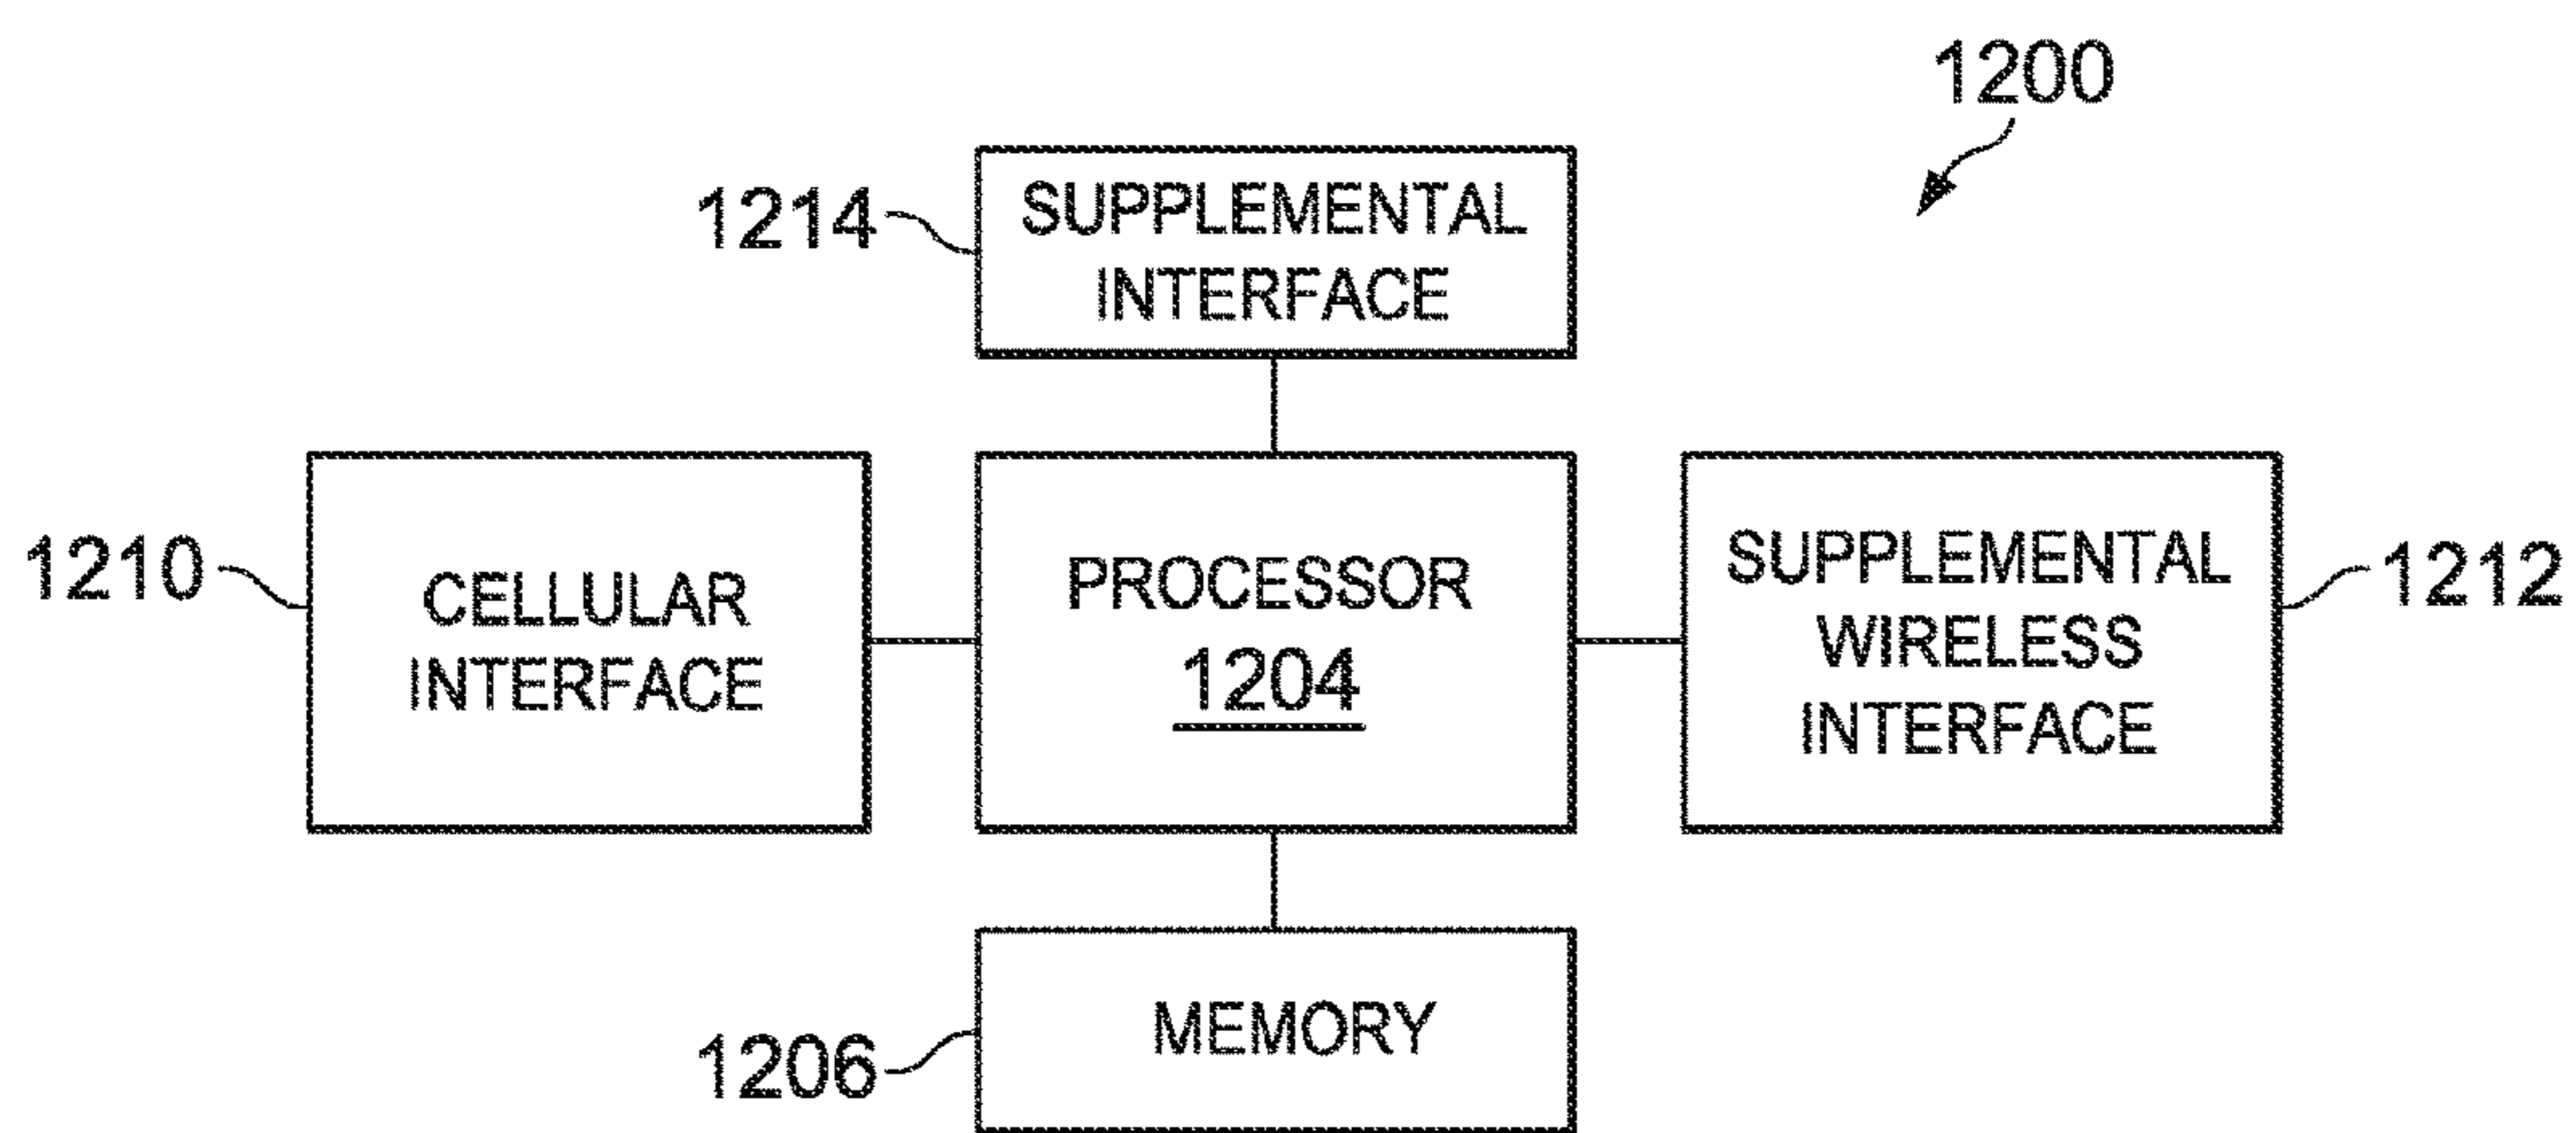 1200
1214
SUPPLEMENTAL
INTERFACE
1210
CELLULAR
INTERFACE
PROCESSOR
1204
SUPPLEMENTAL
WIRELESS
INTERFACE
1212
1206
MEMORY